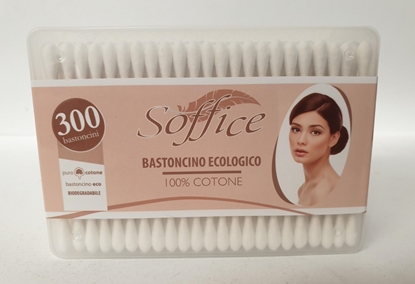 300
bastoncini
Soffice
BASTONCINO ECOLOGICO
100% COTONE
puro cotone
bastoncino eco
BIODEGRADABILE